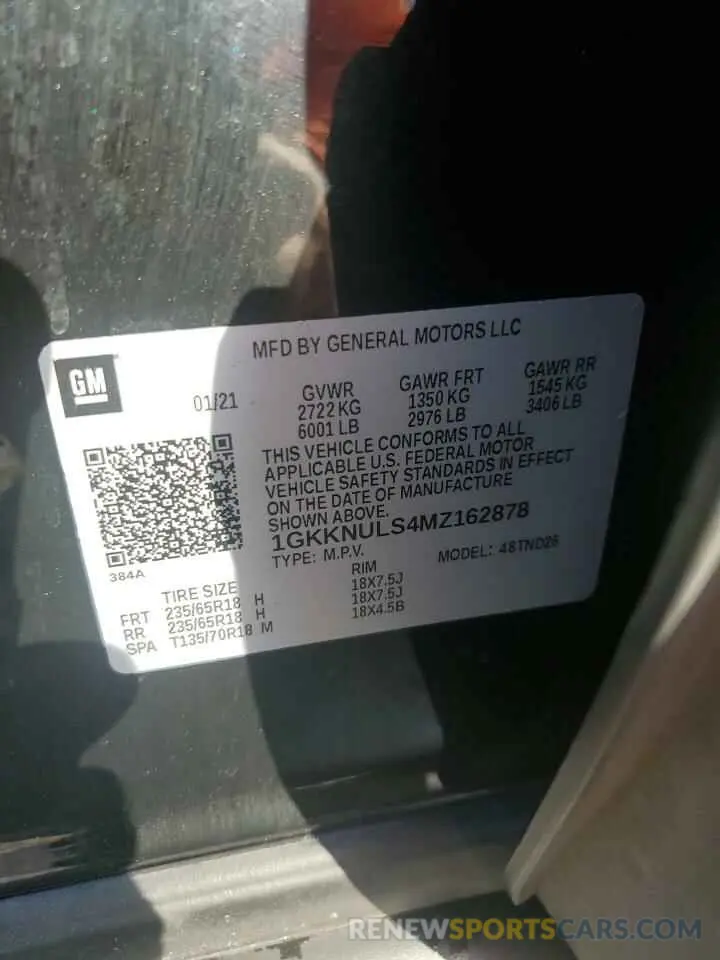 MFD BY GENERAL MOTORS LLC
GM
01/21
GVWR
2722 KG
6001 LB
GAWR FRT
1350 KG
2976 LB
GAWR RR
1545 KG
3406 LB
THIS VEHICLE CONFORMS TO ALL
APPLICABLE U.S. FEDERAL MOTOR
VEHICLE SAFETY STANDARDS IN EFFECT
ON THE DATE OF MANUFACTURE
SHOWN ABOVE.
1GKKNULS4MZ162878
TYPE: M.P.V.
MODEL: 48TND26
384A
TIRE SIZE
RIM
FRT 235/65R18 H 18X7.5J
RR 235/65R18 H 18X7.5J
SPA T135/70R18 M 18X4.5B
RENEWSPORTSCARS.COM